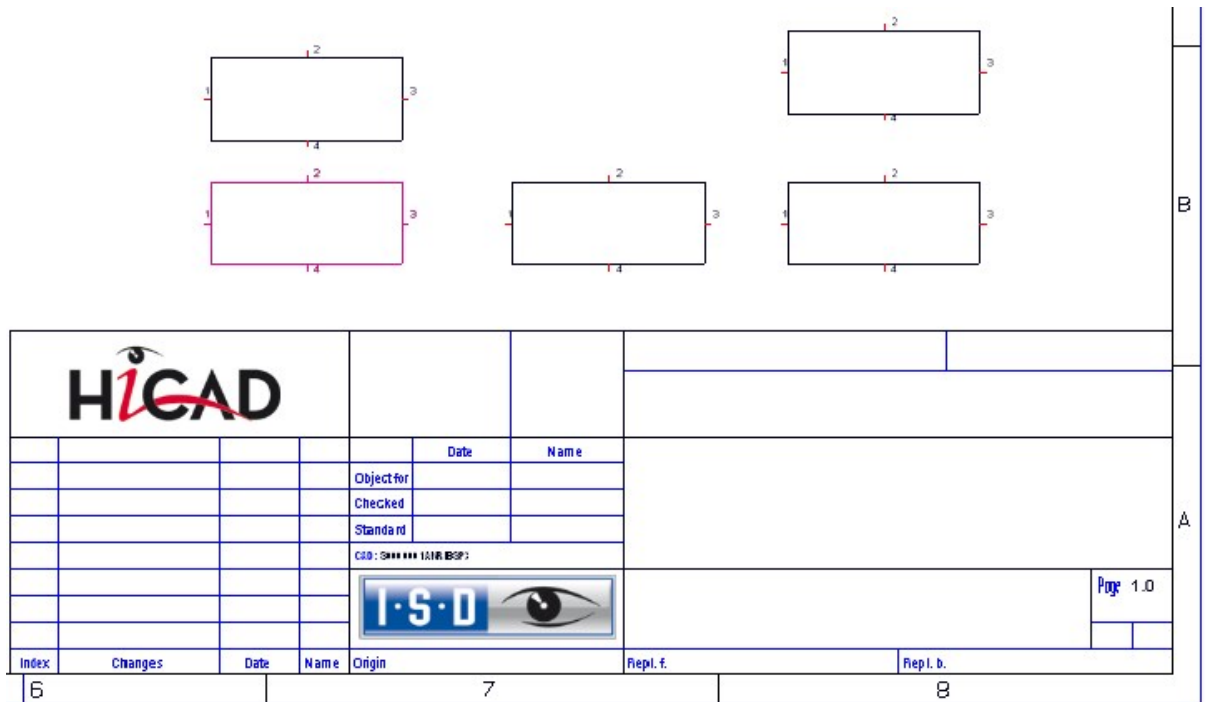 2
2
1
3
1
3
4
4
2
2
2
1
3
1
3
1
3
B
4
4
4
HiCAD
Date Name
Object for
Checked
Standard
A
CAD :
I·S·D
Page 1.0
Index Changes Date Name Origin Repl. f. Repl. b.
6 7 8